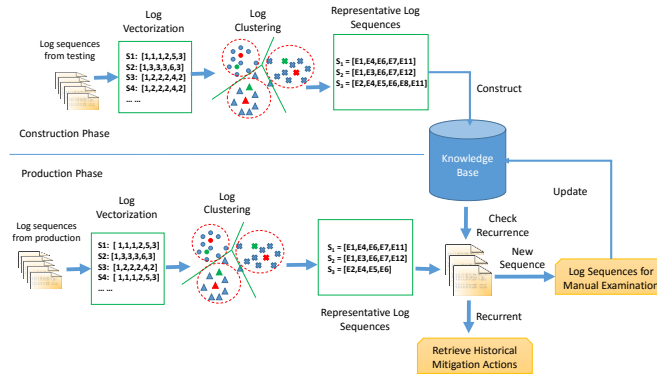 Log
Vectorization
Log
Clustering
Representative Log
Sequences
Log sequences
from testing
S1: [1,1,1,2,5,3]
S2: [1,3,3,3,6,3]
S3: [1,2,2,2,4,2]
S4: [1,2,2,2,4,2]
... ...
S1 = [E1,E4,E6,E7,E11]
S2 = [E1,E3,E6,E7,E12]
S3 = [E2,E4,E5,E6,E8,E11]
Construct
Construction Phase
Knowledge
Base
Production Phase
Update
Log
Vectorization
Log
Clustering
Log sequences
from production
S1: [ 1,1,1,2,5,3]
S2: [1,3,3,3,6,3]
S3: [1,2,2,2,4,2]
S4: [ 1,1,1,2,5,3]
... ...
S1 = [E1,E4,E6,E7,E11]
S2 = [E1,E3,E6,E7,E12]
S3 = [E2,E4,E5,E6]
Representative Log
Sequences
Check
Recurrence
New
Sequence
Log Sequences for
Manual Examination
Recurrent
Retrieve Historical
Mitigation Actions